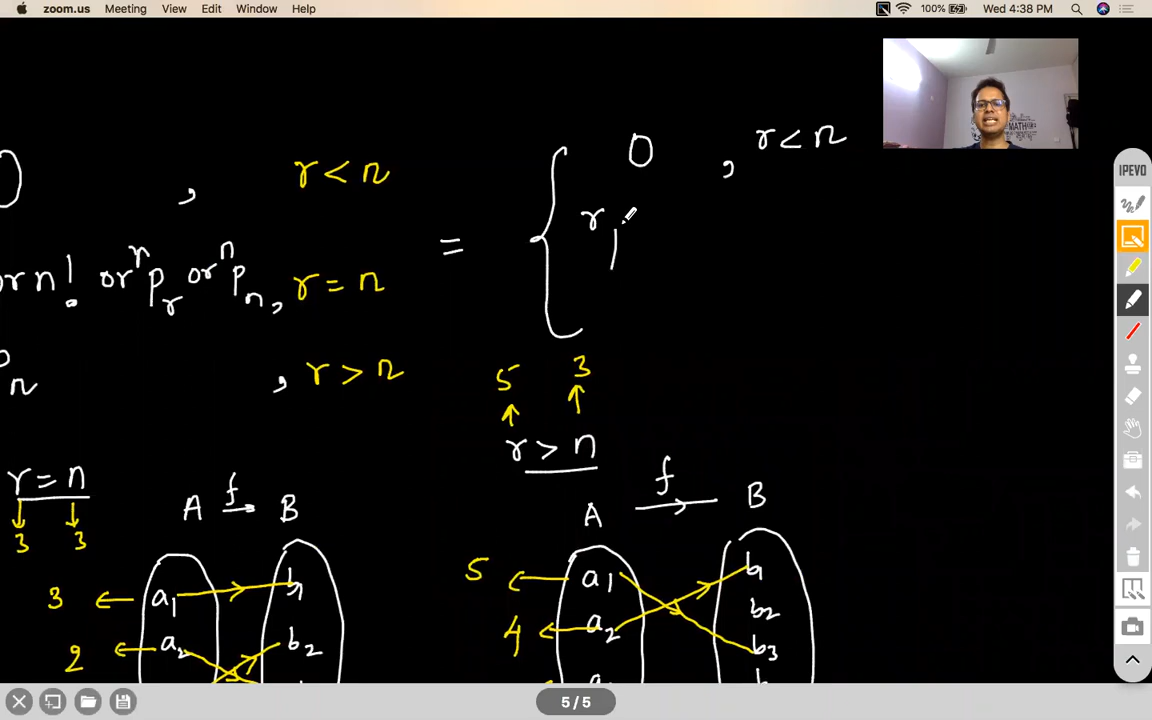 zoom.us Meeting View Edit Window Help 100% Wed 4:38 PM
MATH
IPEVO
0 , r < n
0 , r < n
or n! or ⁿpᵣ or ⁿpₙ, r = n
= { r
n , r > n
5 3
r > n
r = n
3 3
A f B
A f B
3 a₁ b₁
5 a₁ b₁
2 a₂ b₂
4 a₂ b₂
b₃
5 / 5